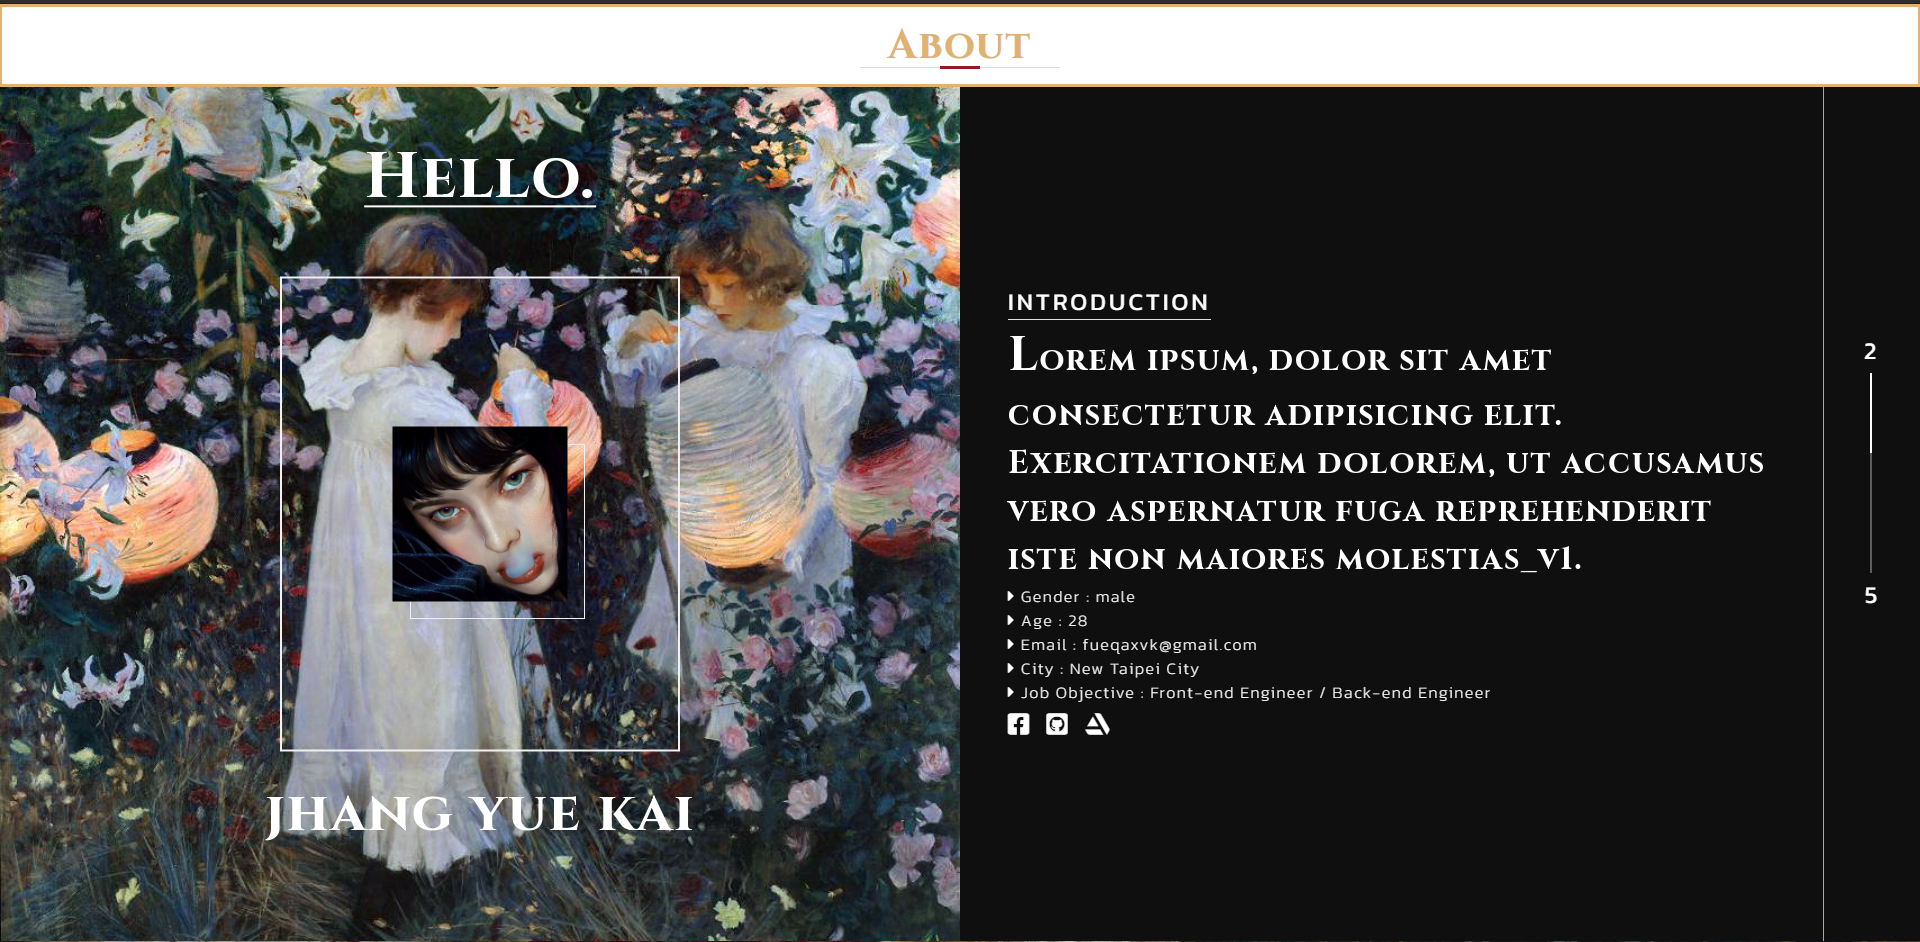 About
Hello.
JHANG YUE KAI
INTRODUCTION
Lorem ipsum, dolor sit amet
consectetur adipisicing elit.
Exercitationem dolorem, ut accusamus
vero aspernatur fuga reprehenderit
iste non maiores molestias_v1.
Gender : male
Age : 28
Email : fueqaxvk@gmail.com
City : New Taipei City
Job Objective : Front-end Engineer / Back-end Engineer
2
5